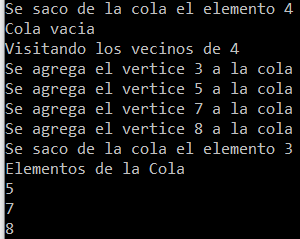 Se saco de la cola el elemento 4
Cola vacia
Visitando los vecinos de 4
Se agrega el vertice 3 a la cola
Se agrega el vertice 5 a la cola
Se agrega el vertice 7 a la cola
Se agrega el vertice 8 a la cola
Se saco de la cola el elemento 3
Elementos de la Cola
5
7
8